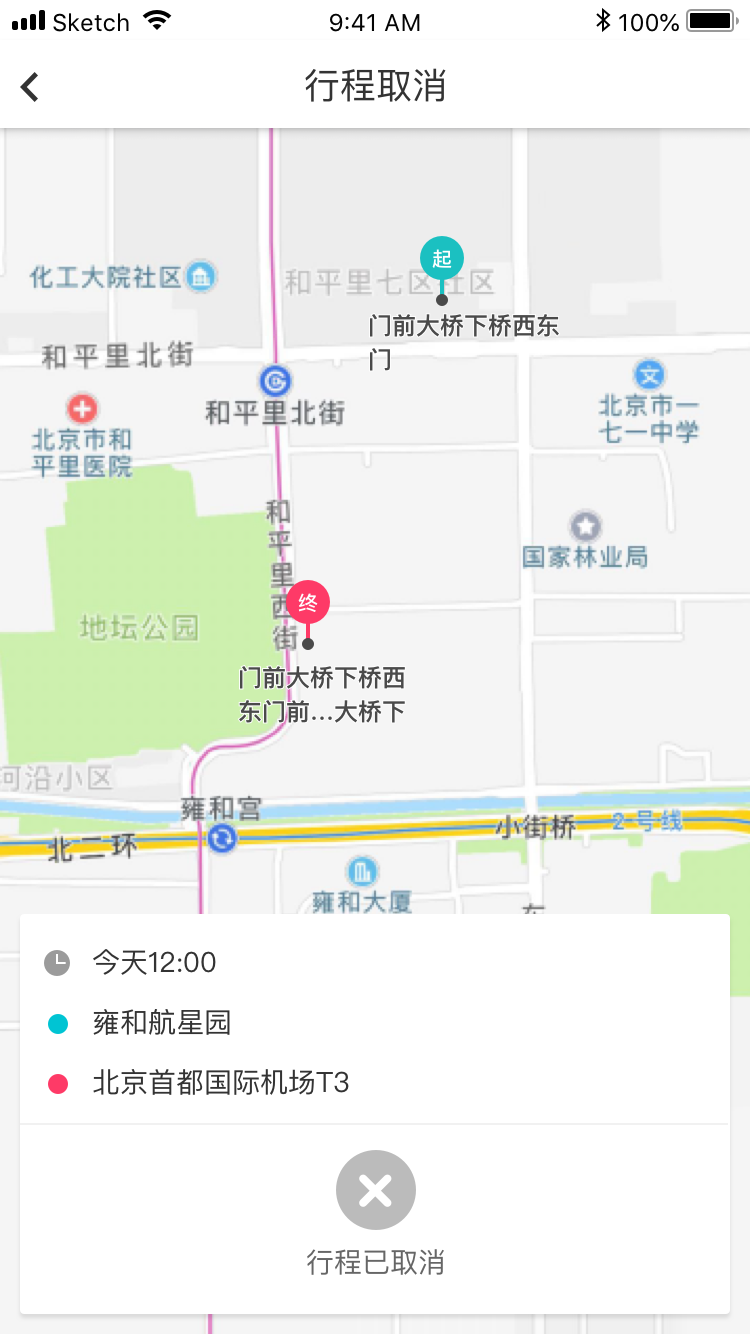 Sketch 9:41 AM 100%
行程取消
化工大院社区
和平里七区社区
起
门前大桥下桥西东
门
和平里北街
和平里北街
北京市一
七一中学
北京市和
平里医院
和平里西街
国家林业局
终
地坛公园
门前大桥下桥西
东门前...大桥下
河沿小区
雍和宫
小街桥
2号线
北二环
雍和大厦
今天12:00
雍和航星园
北京首都国际机场T3
行程已取消